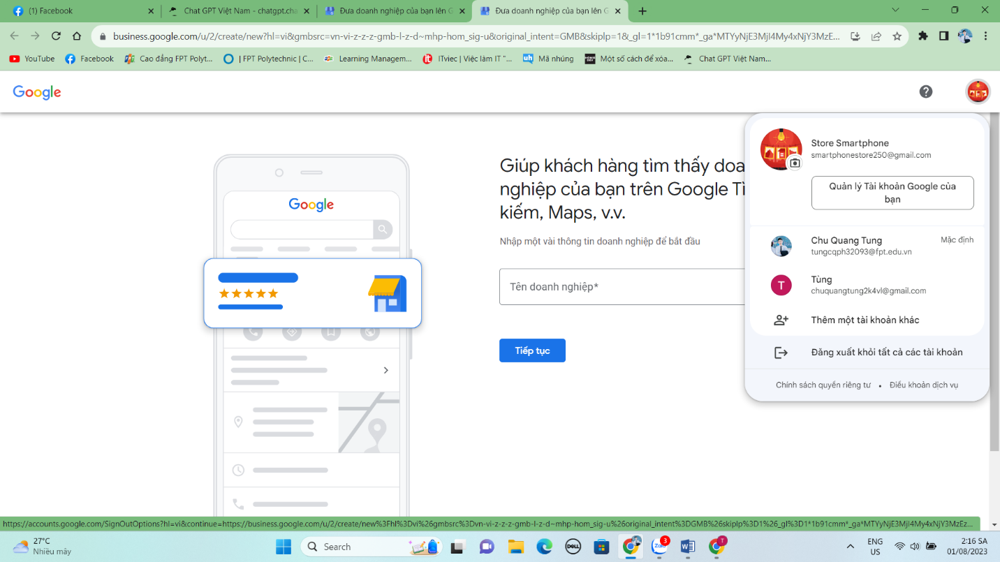 (1) Facebook
Chat GPT Việt Nam - chatgpt.cha
Đưa doanh nghiệp của bạn lên G
Đưa doanh nghiệp của bạn lên G
business.google.com/u/2/create/new?hl=vi&gmbsrc=vn-vi-z-z-z-gmb-l-z-d~mhp-hom_sig-u&original_intent=GMB&skiplp=1&_gl=1*1b91cmm*_ga*MTYyNjE3MjI4My4xNjY3MzE...
YouTube
Facebook
Cao đẳng FPT Polyt...
| FPT Polytechnic | C...
Learning Managem...
ITviec | Việc làm IT "...
Mã nhúng
Một số cách để xóa...
Chat GPT Việt Nam...
Google
Store Smartphone
smartphonestore250@gmail.com
Quản lý Tài khoản Google của
bạn
Chu Quang Tung
Mặc định
tungcqph32093@fpt.edu.vn
T
Tùng
chuquangtung2k4vl@gmail.com
Thêm một tài khoản khác
Đăng xuất khỏi tất cả các tài khoản
Chính sách quyền riêng tư • Điều khoản dịch vụ
Giúp khách hàng tìm thấy doa
nghiệp của bạn trên Google Tì
kiếm, Maps, v.v.
Nhập một vài thông tin doanh nghiệp để bắt đầu
Tên doanh nghiệp*
Tiếp tục
Google
https://accounts.google.com/SignOutOptions?hl=vi&continue=https://business.google.com/u/2/create/new%3Fhl%3Dvi%26gmbsrc%3Dvn-vi-z-z-z-gmb-l-z-d~mhp-hom_sig-u%26original_intent%3DGMB%26skiplp%3D1%26_gl%3D1*1b91cmm*_ga*MTYyNjE3MjI4My4xNjY3MzEz...
27°C
Nhiều mây
Search
DELL
Zalo
3
T
ENG
US
2:16 SA
01/08/2023